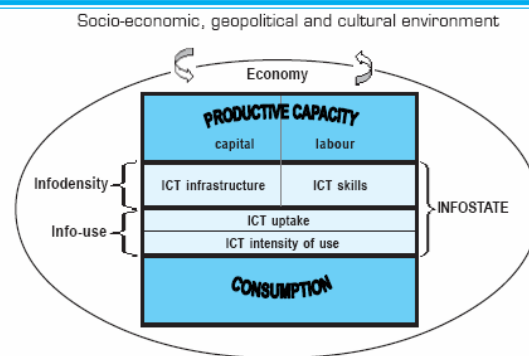 Socio-economic, geopolitical and cultural environment
Economy
PRODUCTIVE CAPACITY
capital labour
Infodensity ICT infrastructure ICT skills
INFOSTATE
Info-use ICT uptake
ICT intensity of use
CONSUMPTION